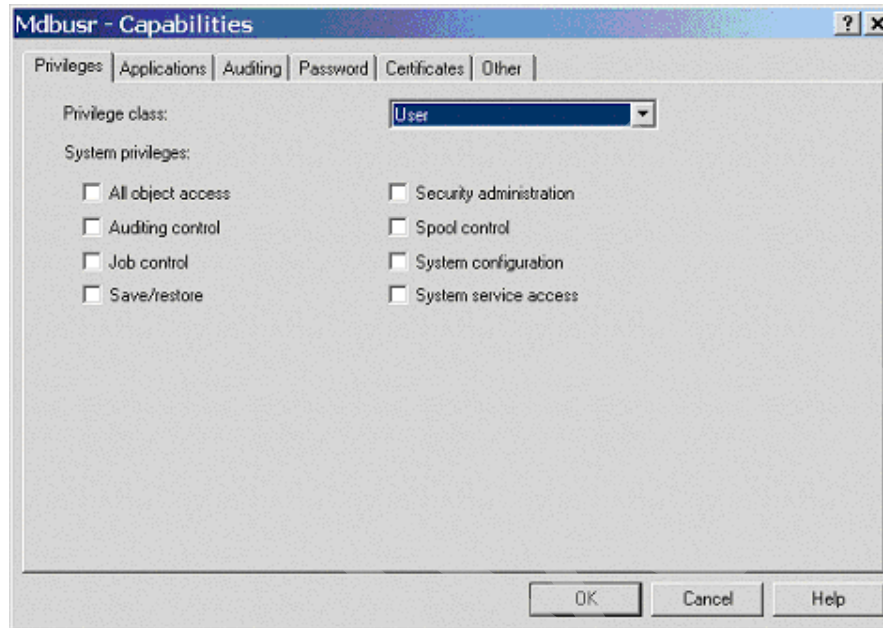 Mdbusr - Capabilities
Privileges Applications Auditing Password Certificates Other
Privilege class: User
System privileges:
All object access Security administration
Auditing control Spool control
Job control System configuration
Save/restore System service access
OK Cancel Help